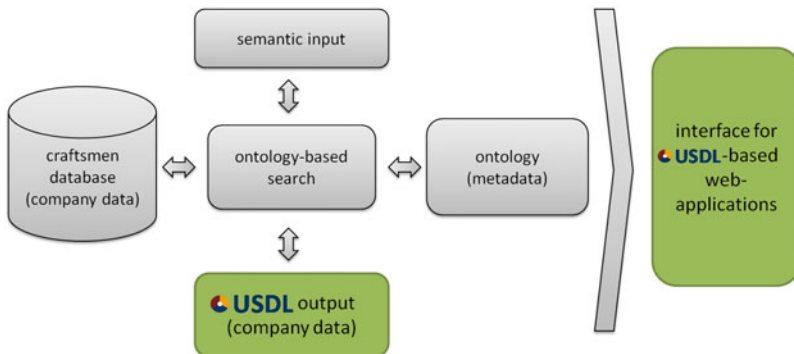 semantic input
craftsmen
database
(company data)
ontology-based
search
ontology
(metadata)
USDL output
(company data)
interface for
USDL-based
web-
applications